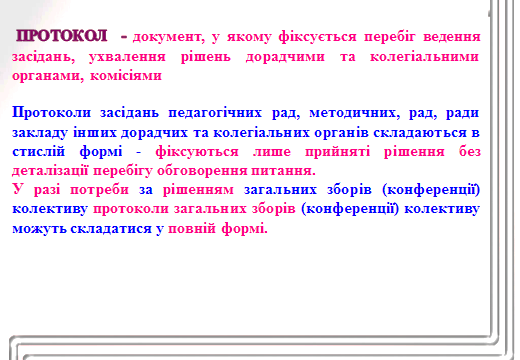 ПРОТОКОЛ - документ, у якому фіксується перебіг ведення
засідань, ухвалення рішень дорадчими та колегіальними
органами, комісіями
Протоколи засідань педагогічних рад, методичних, рад, ради
закладу інших дорадчих та колегіальних органів складаються в
стислій формі - фіксуються лише прийняті рішення без
деталізації перебігу обговорення питання.
У разі потреби за рішенням загальних зборів (конференції)
колективу протоколи загальних зборів (конференції) колективу
можуть складатися у повній формі.